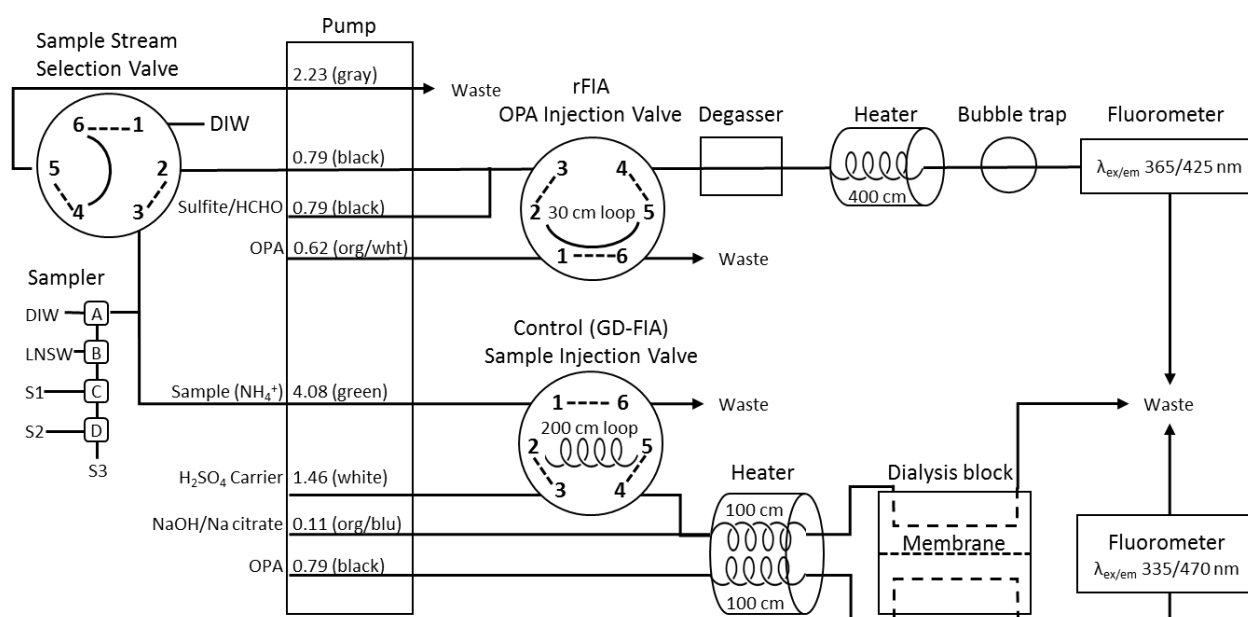 Sample Stream
Selection Valve
6 1
5 2
4 3
DIW
Sampler
DIW A
LNSW B
S1 C
S2 D
S3
Pump
2.23 (gray)
Waste
0.79 (black)
Sulfite/HCHO 0.79 (black)
OPA 0.62 (org/wht)
rFIA
OPA Injection Valve
3 4
2 30 cm loop 5
1 6
Waste
Degasser
Heater
400 cm
Bubble trap
Fluorometer
λex/em 365/425 nm
Control (GD-FIA)
Sample Injection Valve
Sample (NH₄⁺) 4.08 (green)
1 6
Waste
200 cm loop
2 5
3 4
H₂SO₄ Carrier 1.46 (white)
NaOH/Na citrate 0.11 (org/blu)
OPA 0.79 (black)
Heater
100 cm
100 cm
Dialysis block
Membrane
Waste
Fluorometer
λex/em 335/470 nm